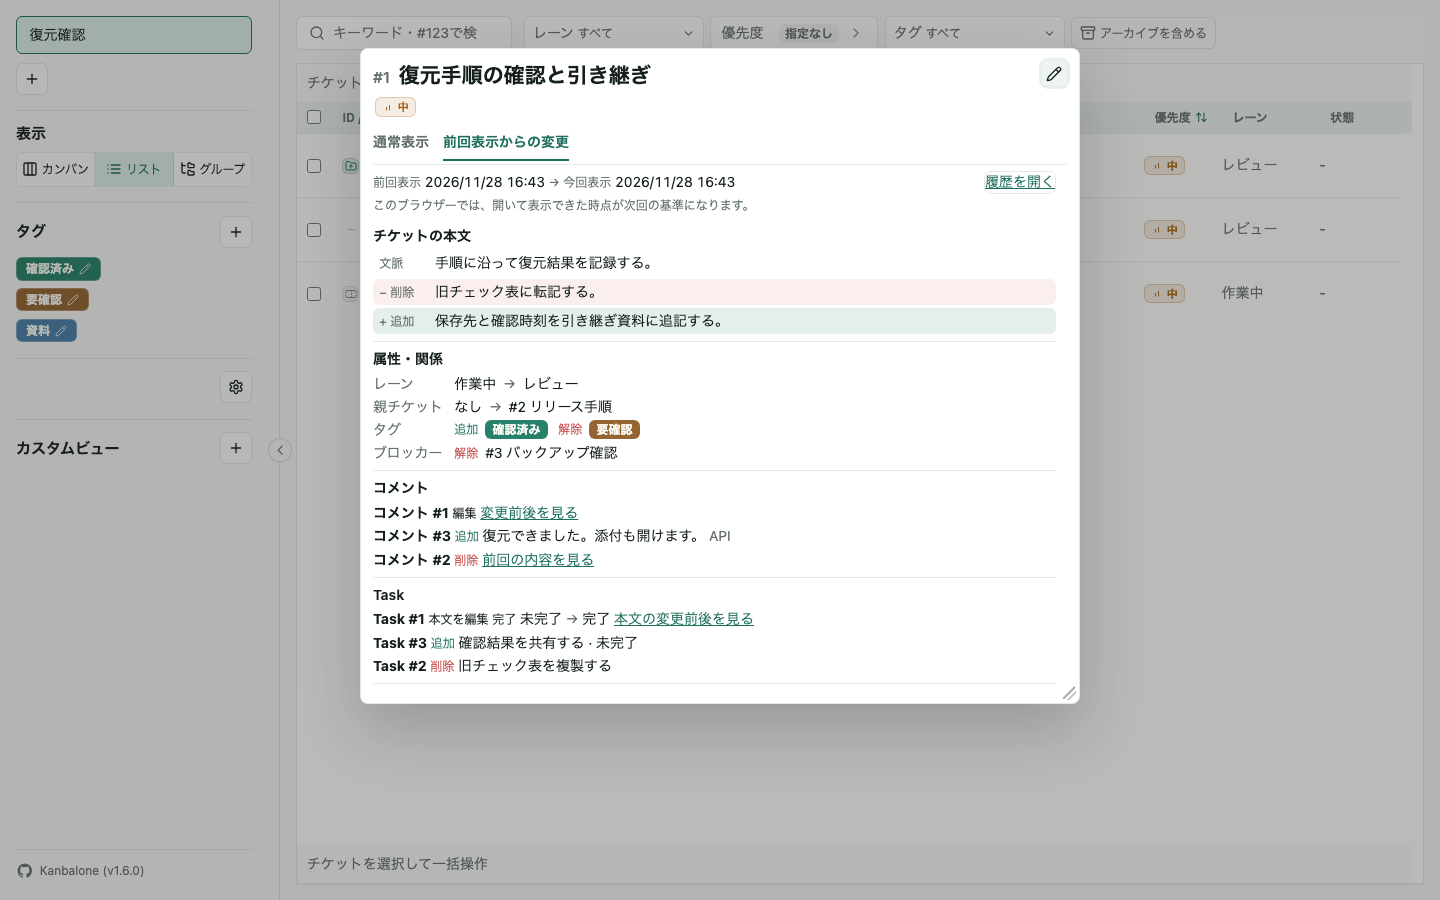 復元確認
表示
カンバン リスト グループ
タグ
確認済み
要確認
資料
カスタムビュー
Kanbalone (v1.6.0)
キーワード・#123で検 レーン すべて 優先度 指定なし タグ すべて アーカイブを含める
チケット
ID / 優先度 レーン 状態
中 レビュー -
中 レビュー -
中 作業中 -
チケットを選択して一括操作
#1 復元手順の確認と引き継ぎ
中
通常表示 前回表示からの変更
前回表示 2026/11/28 16:43 → 今回表示 2026/11/28 16:43 履歴を開く
このブラウザーでは、開いて表示できた時点が次回の基準になります。
チケットの本文
文脈 手順に沿って復元結果を記録する。
− 削除 旧チェック表に転記する。
+ 追加 保存先と確認時刻を引き継ぎ資料に追記する。
属性・関係
レーン 作業中 → レビュー
親チケット なし → #2 リリース手順
タグ 追加 確認済み 解除 要確認
ブロッカー 解除 #3 バックアップ確認
コメント
コメント #1 編集 変更前後を見る
コメント #3 追加 復元できました。添付も開けます。 API
コメント #2 削除 前回の内容を見る
Task
Task #1 本文を編集 完了 未完了 → 完了 本文の変更前後を見る
Task #3 追加 確認結果を共有する · 未完了
Task #2 削除 旧チェック表を複製する